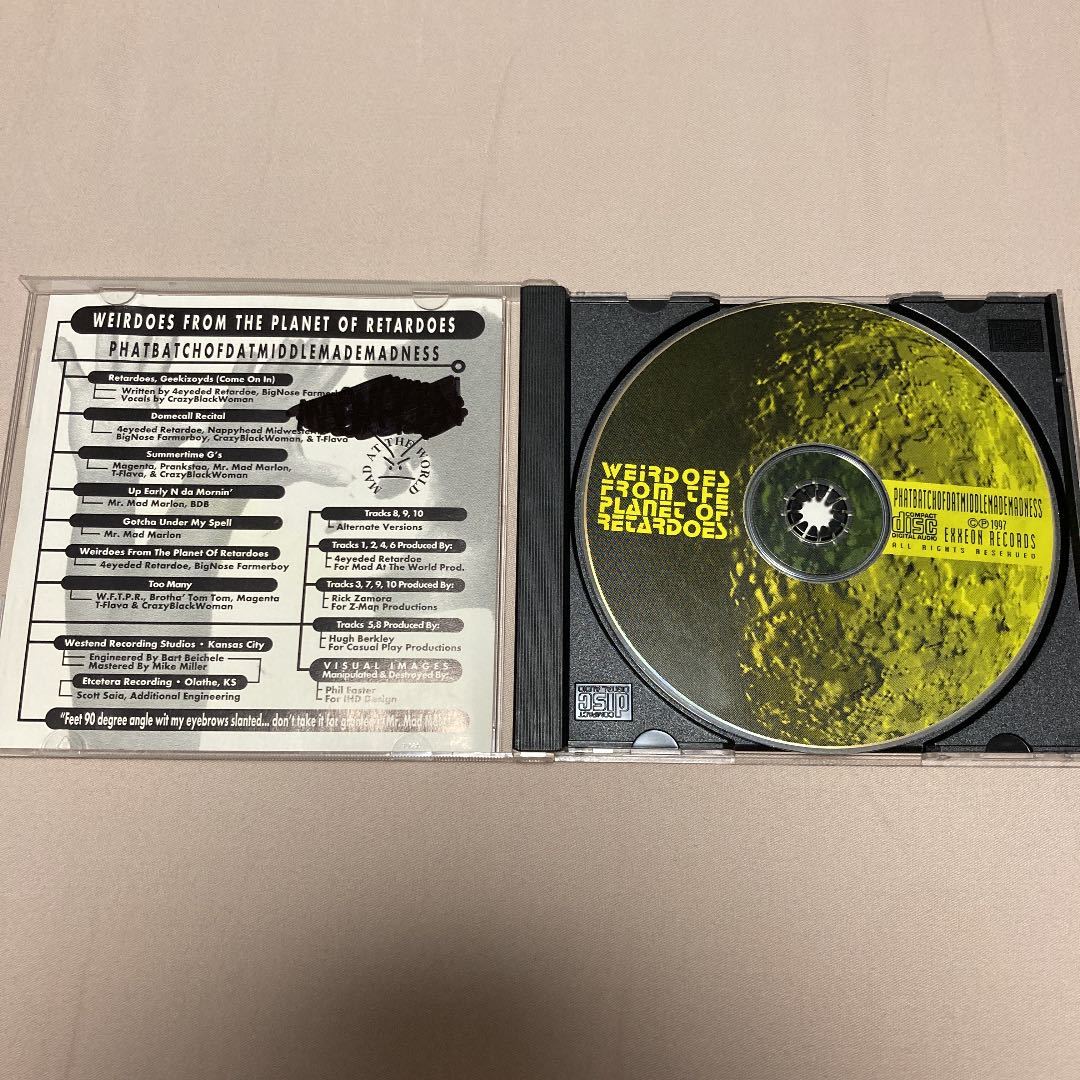 WEIRDOES FROM THE PLANET OF RETARDOES
PHATBATCHOFDATMIDDLEMADEMADNESS
Retardoes, Geekizoyds (Come On In)
Written by 4eyeded Retardoe, BigNose
Vocals by CrazyBlackWoman
Domecall Recital
4eyeded Retardoe, Nappyhead
BigNose Farmerboy, CrazyBlackWoman, & T-Flava
Summertime G's
Magenta, Prankstaa, Mr. Mad Marlon,
T-Flava, & CrazyBlackWoman
Up Early N da Mornin'
Mr. Mad Marlon, BDB
Gotcha Under My Spell
Mr. Mad Marlon
Weirdoes From The Planet Of Retardoes
4eyeded Retardoe, BigNose Farmerboy
Too Many
W.F.T.P.R., Brotha' Tom Tom, Magenta
T-Flava & CrazyBlackWoman
Westend Recording Studios • Kansas City
Engineered By Bart Beichele
Mastered By Mike Miller
Etcetera Recording • Olathe, KS
Scott Saia, Additional Engineering
MAD AT THE WORLD
Tracks 8, 9, 10
Alternate Versions
Tracks 1, 2, 4, 6 Produced By:
4eyeded Retardoe
For Mad At The World Prod.
Tracks 3, 7, 9, 10 Produced By:
Rick Zamora
For Z-Man Productions
Tracks 5,8 Produced By:
Hugh Berkley
For Casual Play Productions
VISUAL IMAGES
Manipulated & Destroyed By:
Phil Easter
For IHD Design
"Feet 90 degree angle wit my eyebrows slanted... don't take it for Mr. Mad
WEIRDOES
FROM THE
PLANET OF
RETARDOES
PHATBATCHOFDATMIDDLEMADEMADNESS
COMPACT
disc
DIGITAL AUDIO
©℗ 1997
EXXEON RECORDS
ALL RIGHTS RESERVED
COMPACT
disc
DIGITAL AUDIO